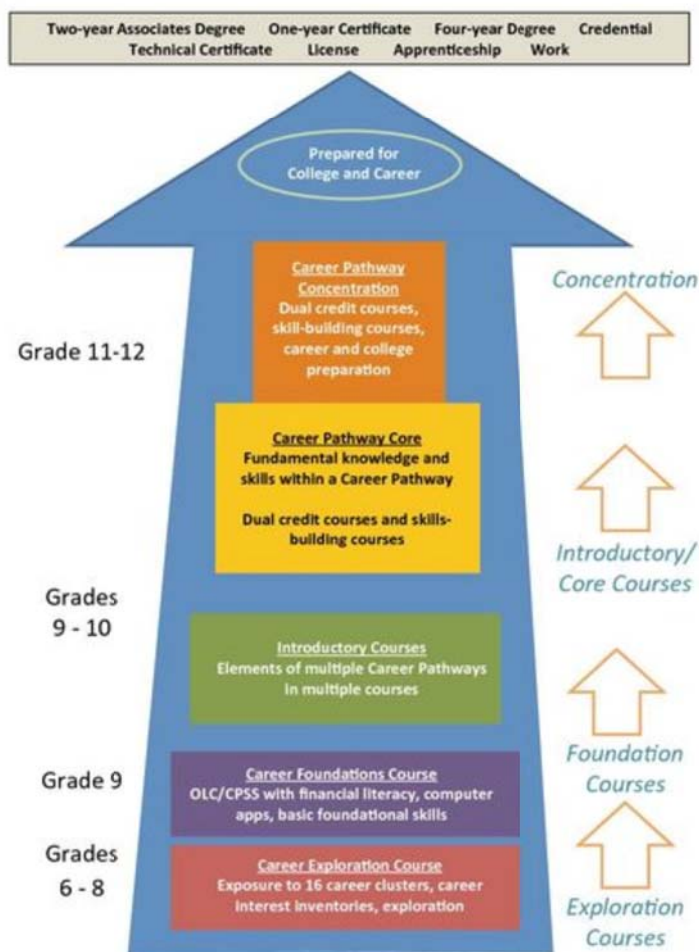 Two-year Associates Degree One-year Certificate Four-year Degree Credential
Technical Certificate License Apprenticeship Work
Prepared for
College and Career
Career Pathway
Concentration
Dual credit courses,
skill-building courses,
career and college
preparation
Concentration
Grade 11-12
Career Pathway Core
Fundamental knowledge and
skills within a Career Pathway
Dual credit courses and skills-
building courses
Introductory/
Core Courses
Grades
9 - 10
Introductory Courses
Elements of multiple Career Pathways
in multiple courses
Foundation
Courses
Grade 9
Career Foundations Course
OLC/CPSS with financial literacy, computer
apps, basic foundational skills
Grades
6 - 8
Career Exploration Course
Exposure to 16 career clusters, career
interest inventories, exploration
Exploration
Courses